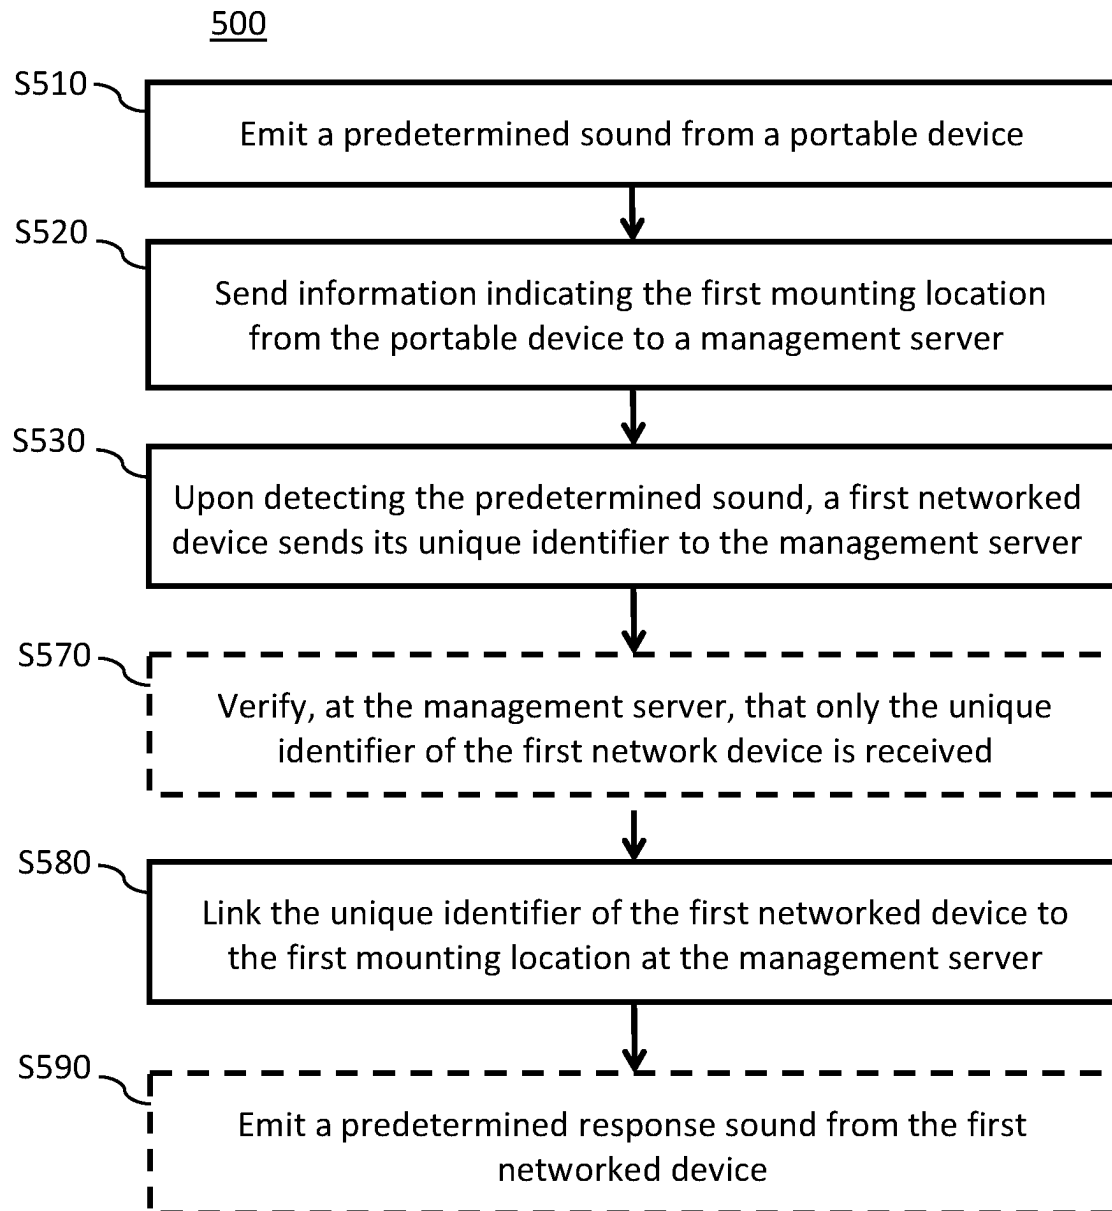 500
S510
Emit a predetermined sound from a portable device
S520
Send information indicating the first mounting location
from the portable device to a management server
S530
Upon detecting the predetermined sound, a first networked
device sends its unique identifier to the management server
S570
Verify, at the management server, that only the unique
identifier of the first network device is received
S580
Link the unique identifier of the first networked device to
the first mounting location at the management server
S590
Emit a predetermined response sound from the first
networked device